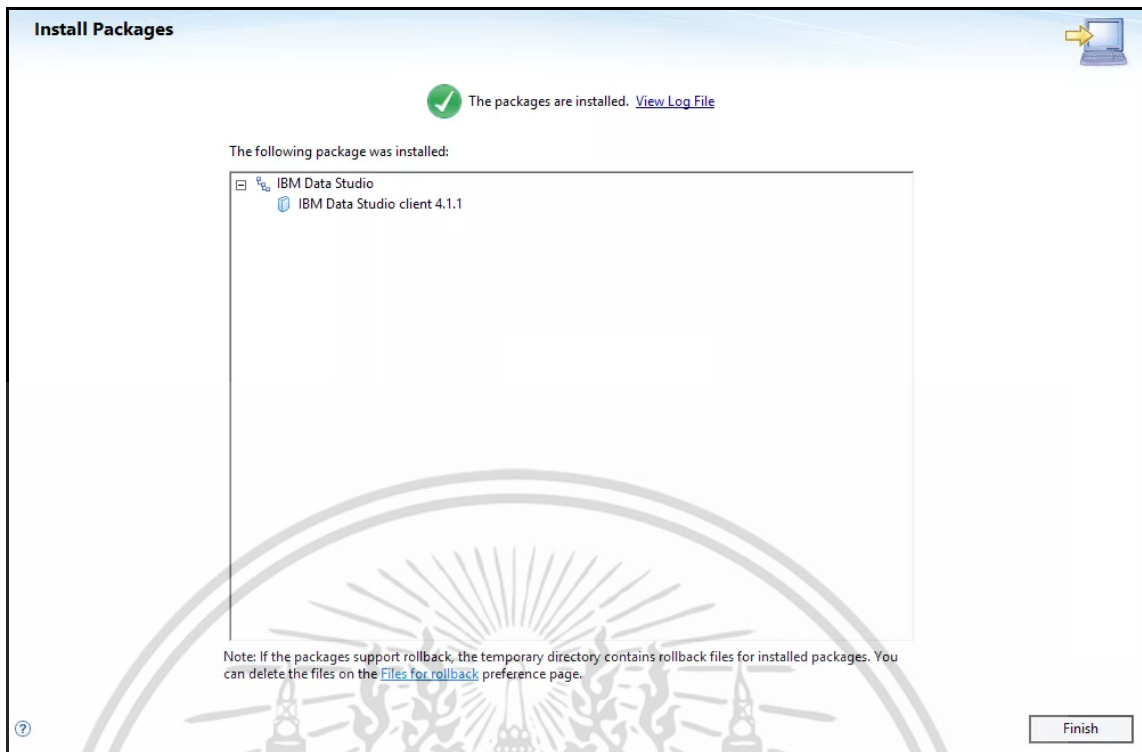 Install Packages
The packages are installed. View Log File
The following package was installed:
IBM Data Studio
IBM Data Studio client 4.1.1
Note: If the packages support rollback, the temporary directory contains rollback files for installed packages. You
can delete the files on the Files for rollback preference page.
Finish